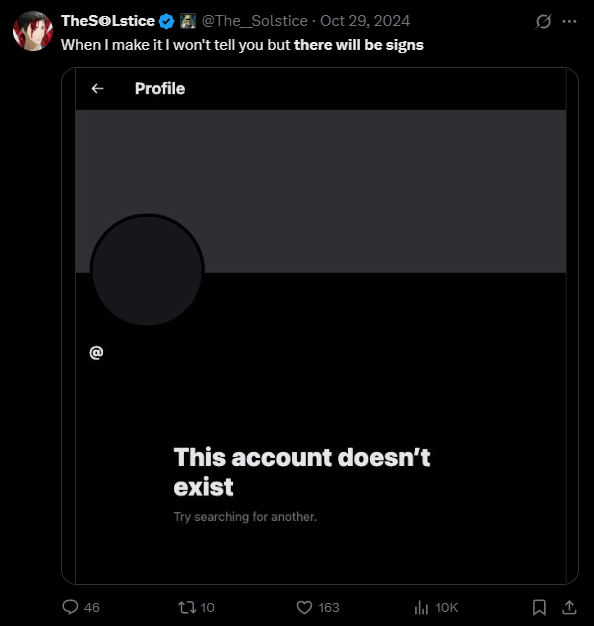 TheS☮Lstice @The__Solstice · Oct 29, 2024
When I make it I won't tell you but there will be signs
Profile
@
This account doesn't
exist
Try searching for another.
46 10 163 10K